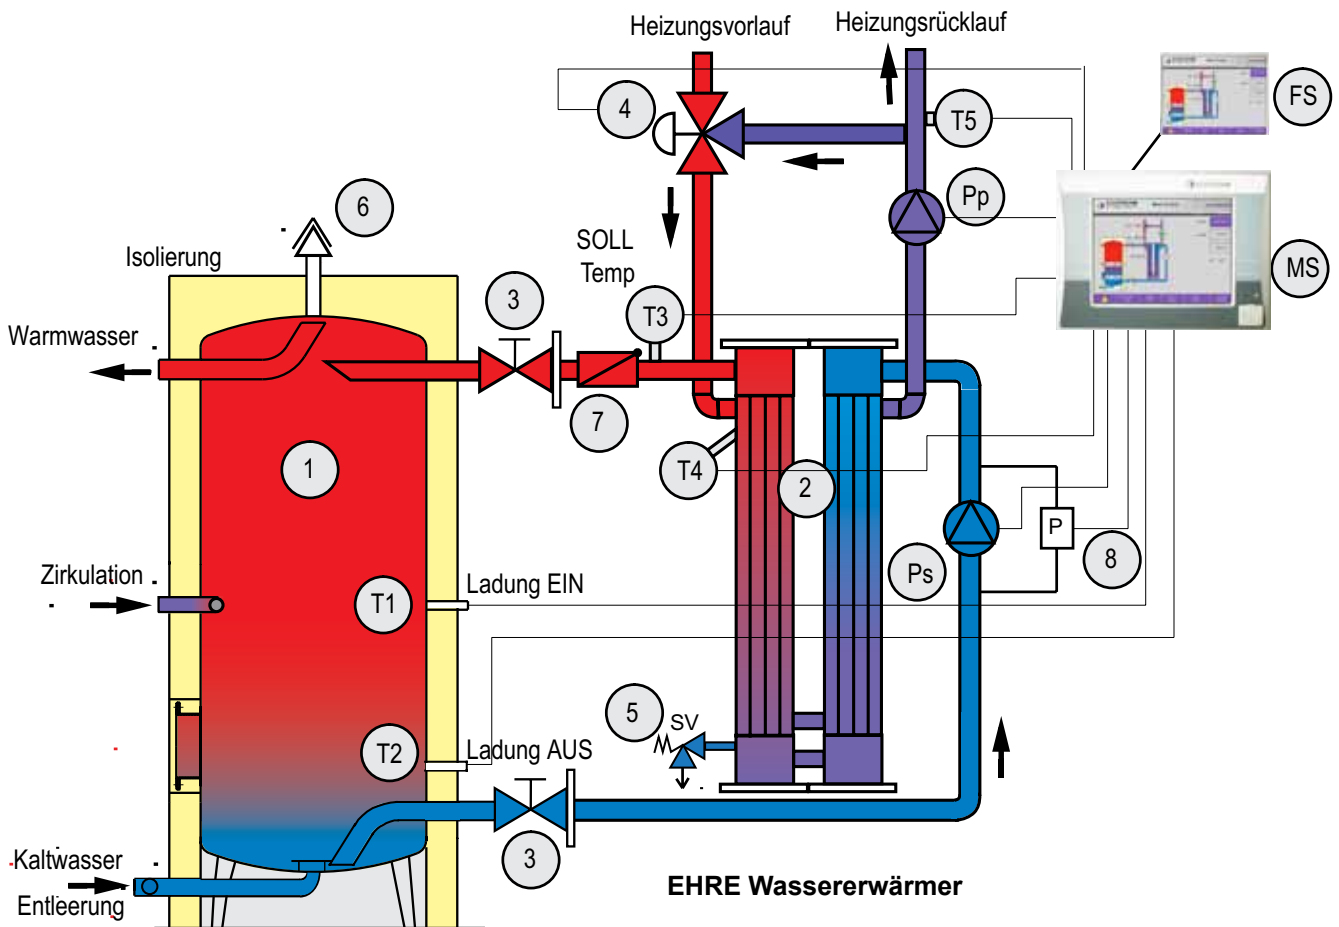 Heizungsvorlauf
Heizungsrücklauf
4
T5
FS
6
Pp
Isolierung
SOLL
Temp
MS
3
T3
Warmwasser
7
1
T4
2
P
8
Zirkulation
T1
Ladung EIN
Ps
5
SV
T2
Ladung AUS
3
Kaltwasser
Entleerung
EHRE Wassererwärmer